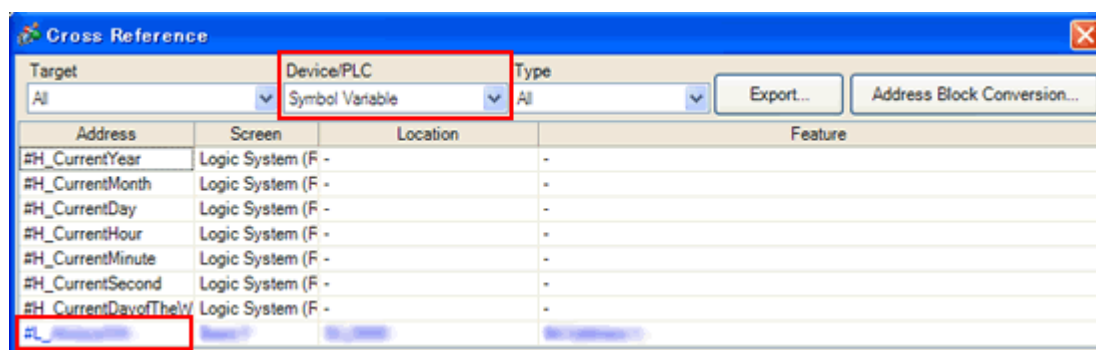 Cross Reference
Target Device/PLC Type
All Symbol Variable All Export... Address Block Conversion...
Address Screen Location Feature
#H_CurrentYear Logic System (R - -
#H_CurrentMonth Logic System (R - -
#H_CurrentDay Logic System (R - -
#H_CurrentHour Logic System (R - -
#H_CurrentMinute Logic System (R - -
#H_CurrentSecond Logic System (R - -
#H_CurrentDayofTheW Logic System (R - -
#L_